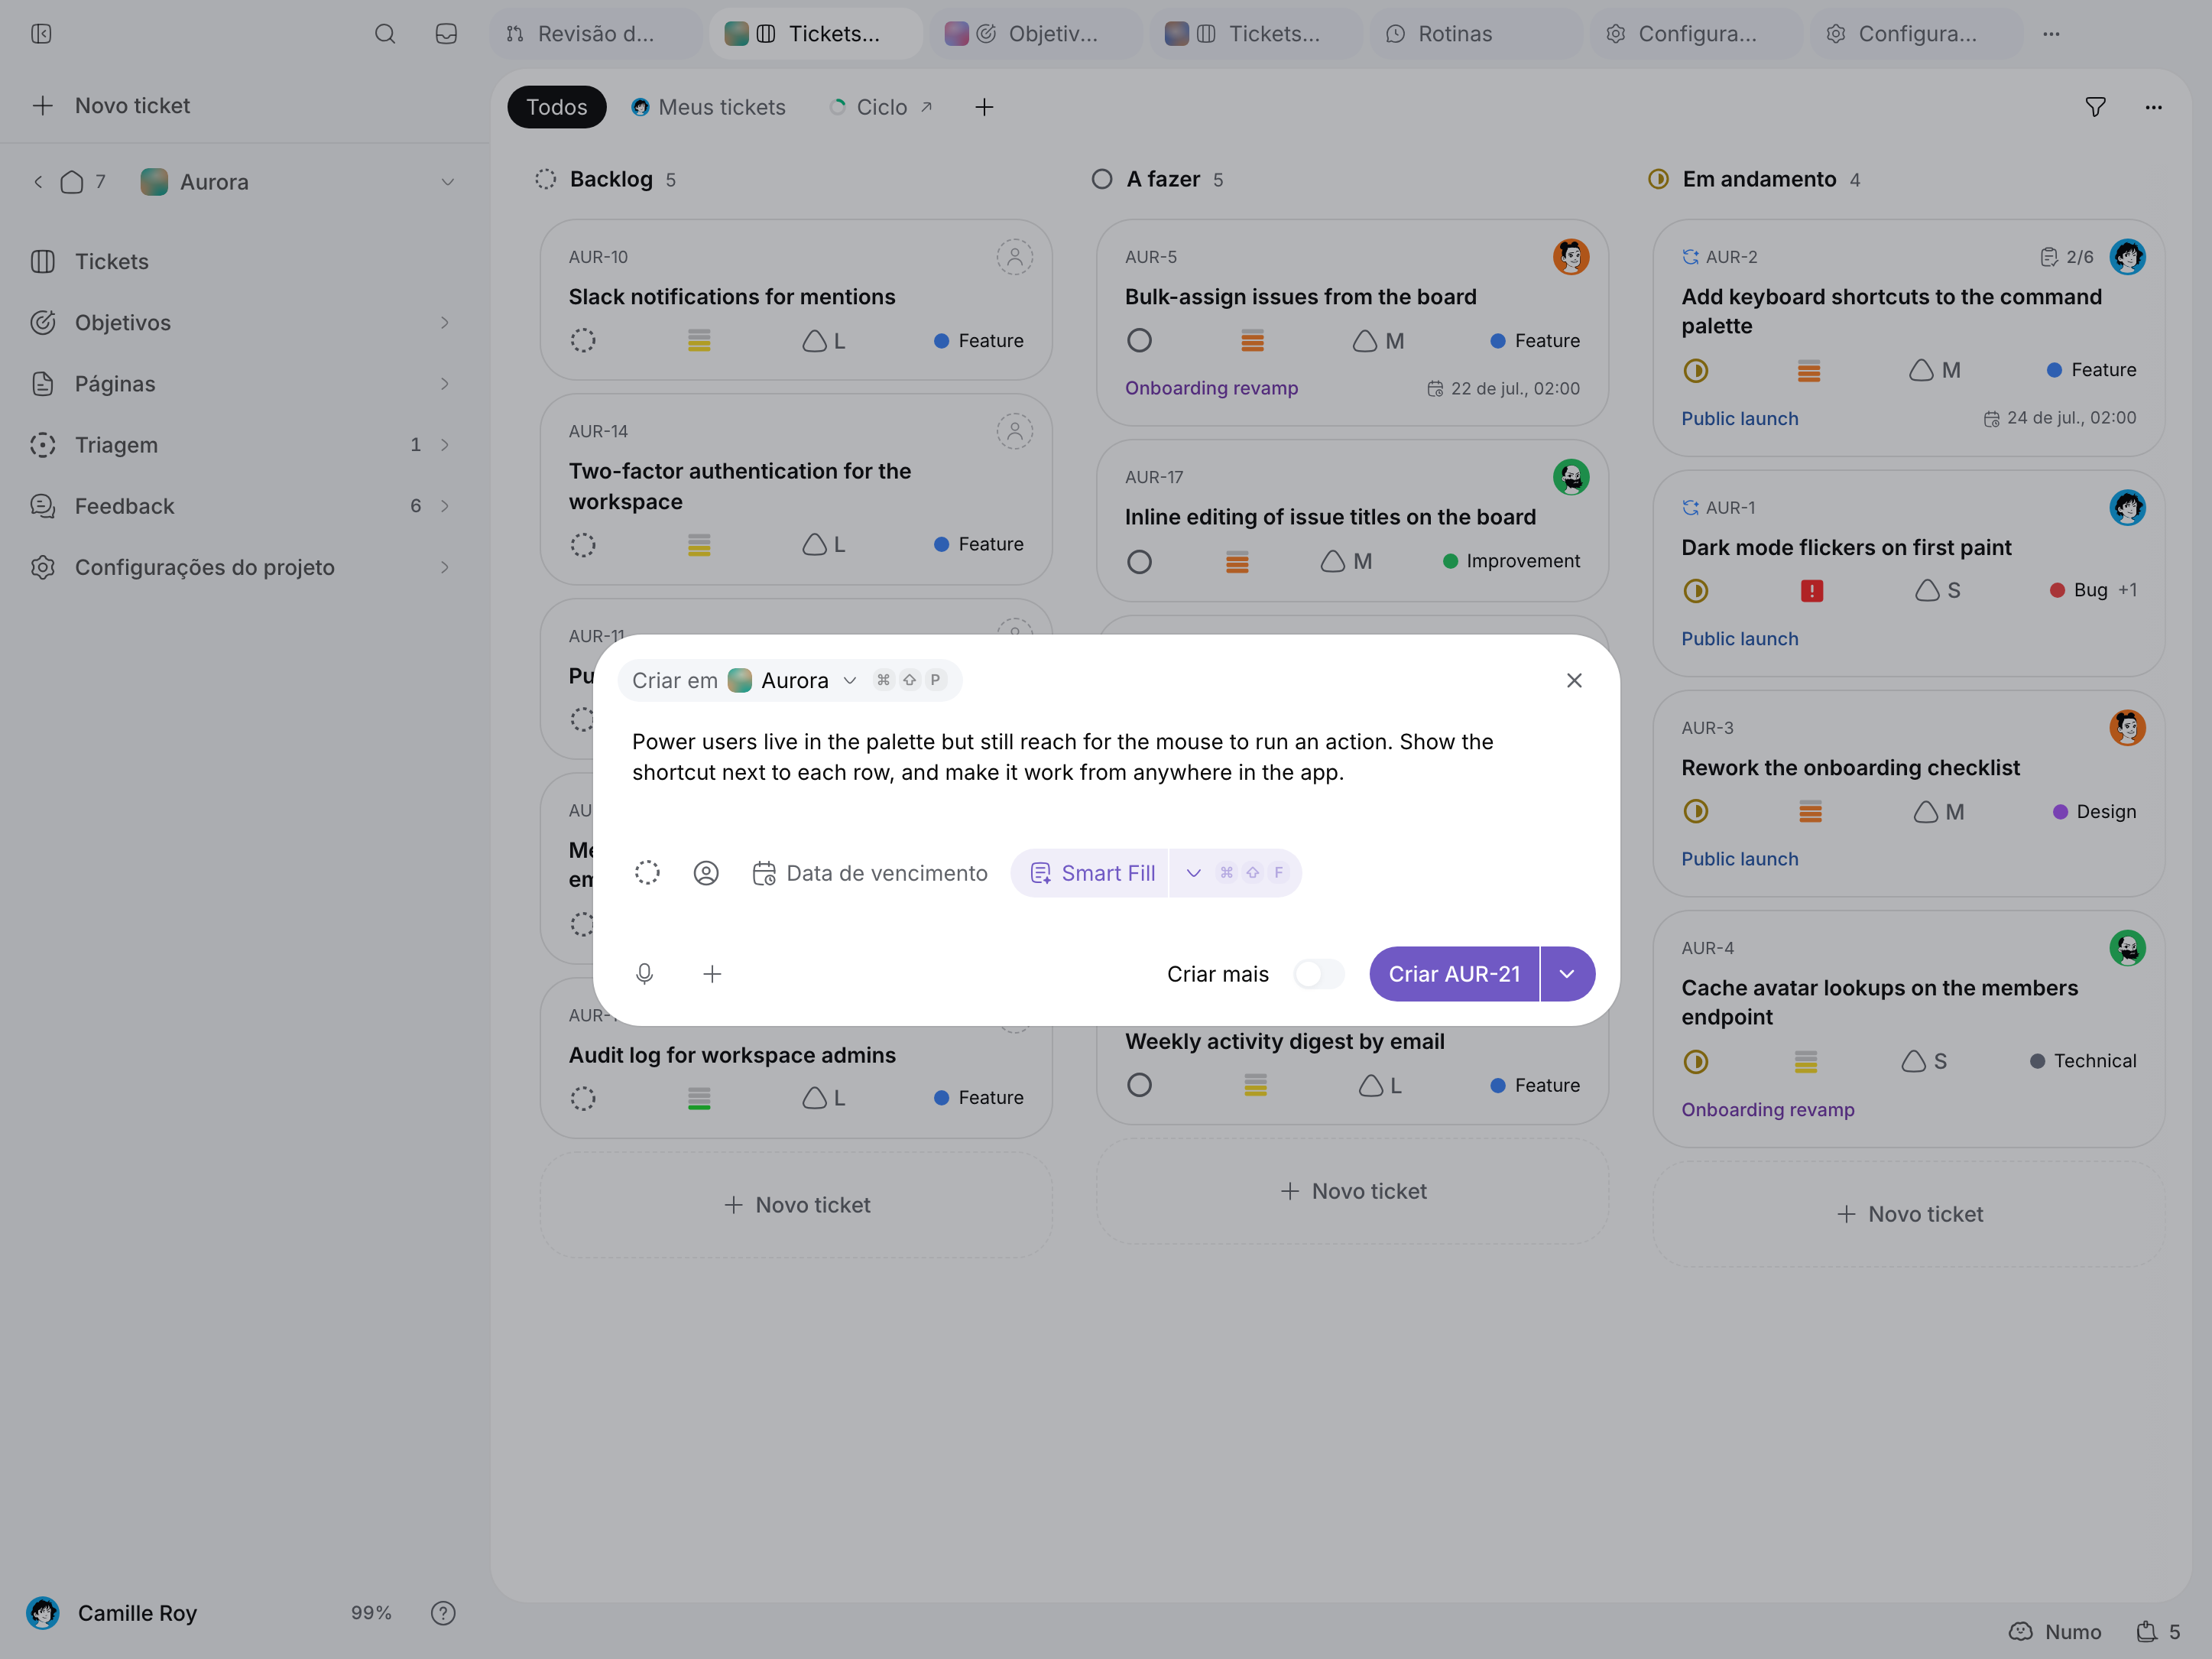 Revisão d...
Tickets...
Objetiv...
Tickets...
Rotinas
Configura...
Configura...
Novo ticket
7
Aurora
Tickets
Objetivos
Páginas
Triagem 1
Feedback 6
Configurações do projeto
Camille Roy
99%
Todos
Meus tickets
Ciclo
Backlog 5
AUR-10
Slack notifications for mentions
L
Feature
AUR-14
Two-factor authentication for the
workspace
L
Feature
AUR-11
Pu
AU
Me
em
AUR-
Audit log for workspace admins
L
Feature
Novo ticket
A fazer 5
AUR-5
Bulk-assign issues from the board
M
Feature
Onboarding revamp
22 de jul., 02:00
AUR-17
Inline editing of issue titles on the board
M
Improvement
Weekly activity digest by email
L
Feature
Novo ticket
Em andamento 4
AUR-2
2/6
Add keyboard shortcuts to the command
palette
M
Feature
Public launch
24 de jul., 02:00
AUR-1
Dark mode flickers on first paint
S
Bug +1
Public launch
AUR-3
Rework the onboarding checklist
M
Design
Public launch
AUR-4
Cache avatar lookups on the members
endpoint
S
Technical
Onboarding revamp
Novo ticket
Criar em Aurora ⌘ ⇧ P
Power users live in the palette but still reach for the mouse to run an action. Show the
shortcut next to each row, and make it work from anywhere in the app.
Data de vencimento
Smart Fill ⌘ ⇧ F
Criar mais
Criar AUR-21
Numo
5